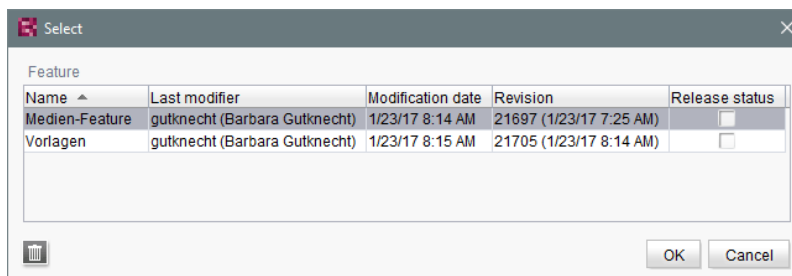 Select
Feature
Name Last modifier Modification date Revision Release status
Medien-Feature gutknecht (Barbara Gutknecht) 1/23/17 8:14 AM 21697 (1/23/17 7:25 AM)
Vorlagen gutknecht (Barbara Gutknecht) 1/23/17 8:15 AM 21705 (1/23/17 8:14 AM)
OK Cancel